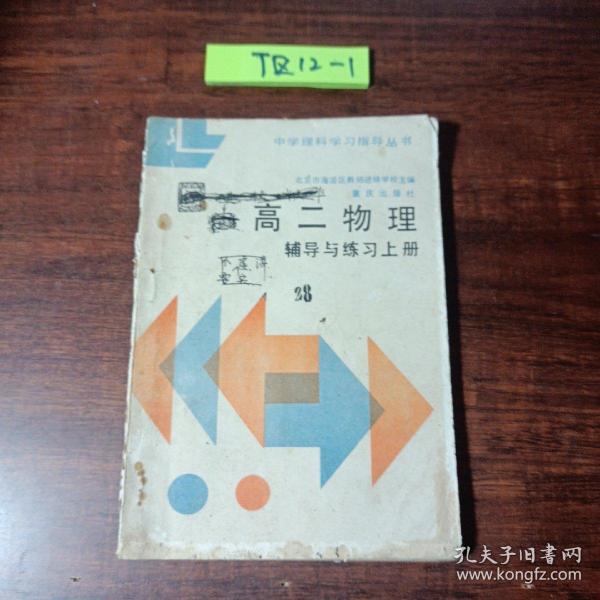 TR12-1
中学理科学习指导丛书
北京市海淀区教师进修学校主编
重庆出版社
高二物理
辅导与练习上册
28
孔夫子旧书网
www.kongfz.com